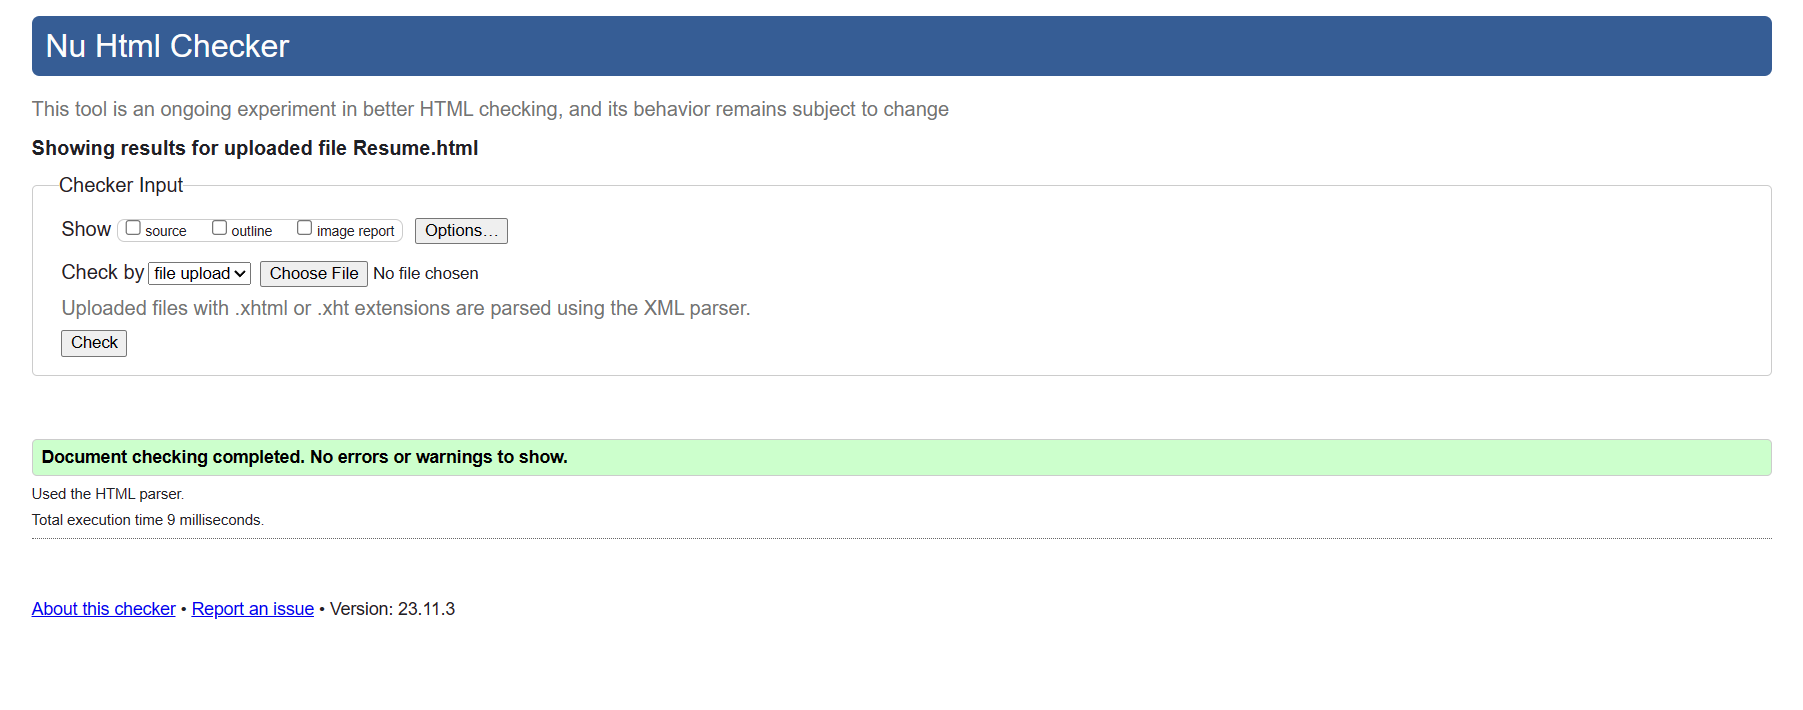 Nu Html Checker
This tool is an ongoing experiment in better HTML checking, and its behavior remains subject to change
Showing results for uploaded file Resume.html
Checker Input
Show source outline image report Options...
Check by file upload Choose File No file chosen
Uploaded files with .xhtml or .xht extensions are parsed using the XML parser.
Check
Document checking completed. No errors or warnings to show.
Used the HTML parser.
Total execution time 9 milliseconds.
About this checker • Report an issue • Version: 23.11.3